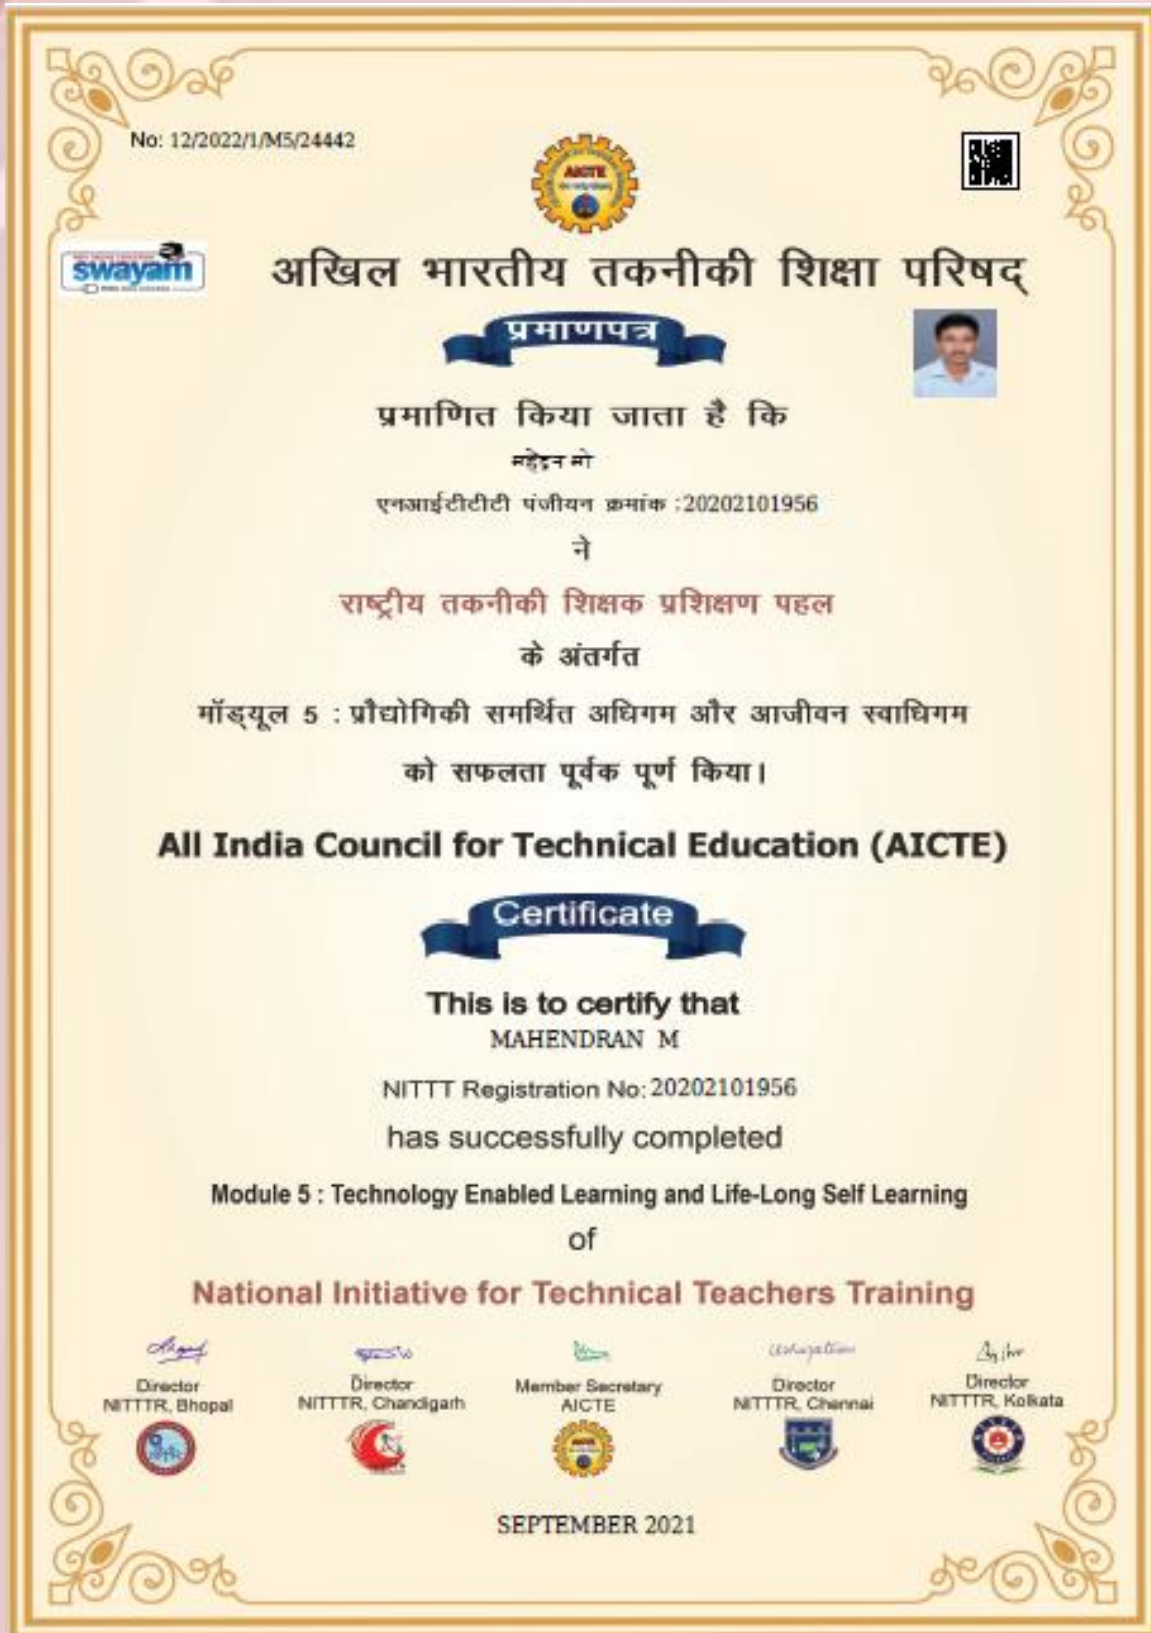 No: 12/2022/1/M5/24442
AICTE
swayam
अखिल भारतीय तकनीकी शिक्षा परिषद्
प्रमाणपत्र
प्रमाणित किया जाता है कि
एनआईटीटीटी पंजीयन क्रमांक :20202101956
ने
राष्ट्रीय तकनीकी शिक्षक प्रशिक्षण पहल
के अंतर्गत
मॉड्यूल 5 : प्रौद्योगिकी समर्थित अधिगम और आजीवन स्वाधिगम
को सफलता पूर्वक पूर्ण किया।
All India Council for Technical Education (AICTE)
Certificate
This is to certify that
MAHENDRAN M
NITTT Registration No: 20202101956
has successfully completed
Module 5 : Technology Enabled Learning and Life-Long Self Learning
of
National Initiative for Technical Teachers Training
Director
NITTTR, Bhopal
Director
NITTTR, Chandigarh
Member Secretary
AICTE
Director
NITTTR, Chennai
Director
NITTTR, Kolkata
AICTE
SEPTEMBER 2021